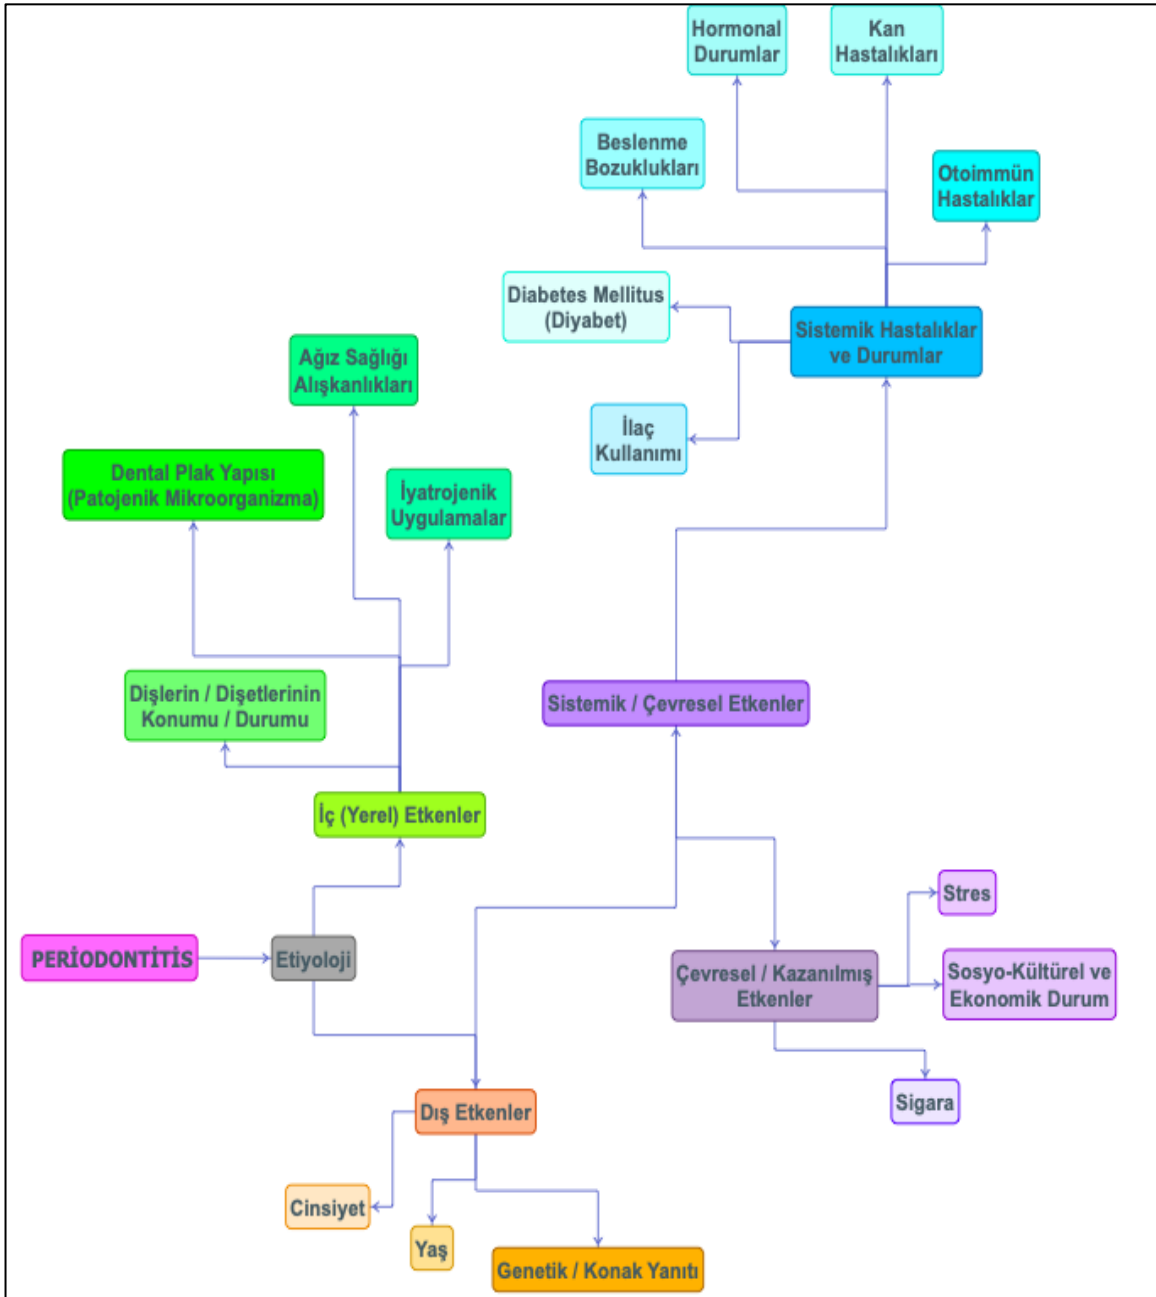 Hormonal
Durumlar
Kan
Hastalıkları
Beslenme
Bozuklukları
Otoimmün
Hastalıklar
Diabetes Mellitus
(Diyabet)
Sistemik Hastalıklar
ve Durumlar
Ağız Sağlığı
Alışkanlıkları
İlaç
Kullanımı
Dental Plak Yapısı
(Patojenik Mikroorganizma)
İyatrojenik
Uygulamalar
Dişlerin / Dişetlerinin
Konumu / Durumu
Sistemik / Çevresel Etkenler
İç (Yerel) Etkenler
Stres
PERİODONTİTİS
Etiyoloji
Çevresel / Kazanılmış
Etkenler
Sosyo-Kültürel ve
Ekonomik Durum
Sigara
Dış Etkenler
Cinsiyet
Yaş
Genetik / Konak Yanıtı